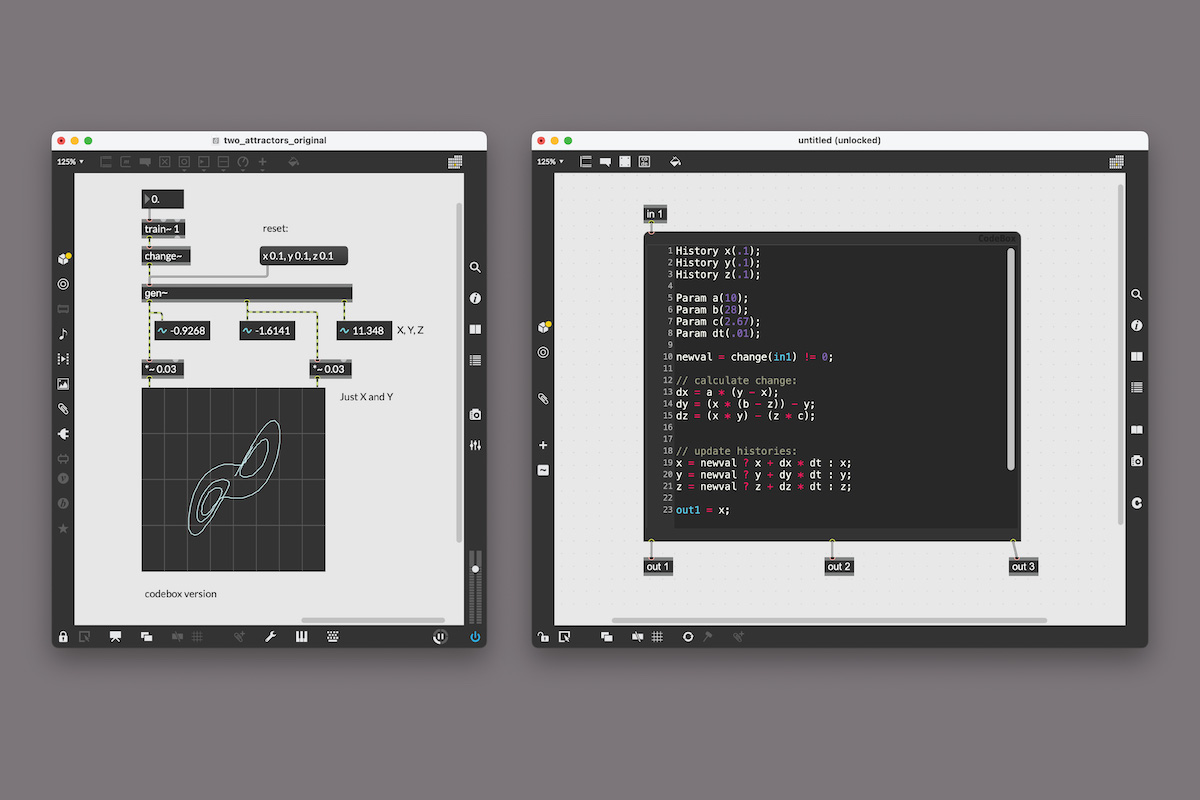 two_attractors_original
125%
0.
train~ 1
reset:
change~
x 0.1, y 0.1, z 0.1
gen~
-0.9268
-1.6141
11.348
X, Y, Z
*~ 0.03
*~ 0.03
Just X and Y
codebox version
untitled (unlocked)
125%
in 1
CodeBox
1 History x(.1);
2 History y(.1);
3 History z(.1);
4
5 Param a(10);
6 Param b(28);
7 Param c(2.67);
8 Param dt(.01);
9
10 newval = change(in1) != 0;
11
12 // calculate change:
13 dx = a * (y - x);
14 dy = (x * (b - z)) - y;
15 dz = (x * y) - (z * c);
16
17
18 // update histories:
19 x = newval ? x + dx * dt : x;
20 y = newval ? y + dy * dt : y;
21 z = newval ? z + dz * dt : z;
22
23 out1 = x;
out 1
out 2
out 3